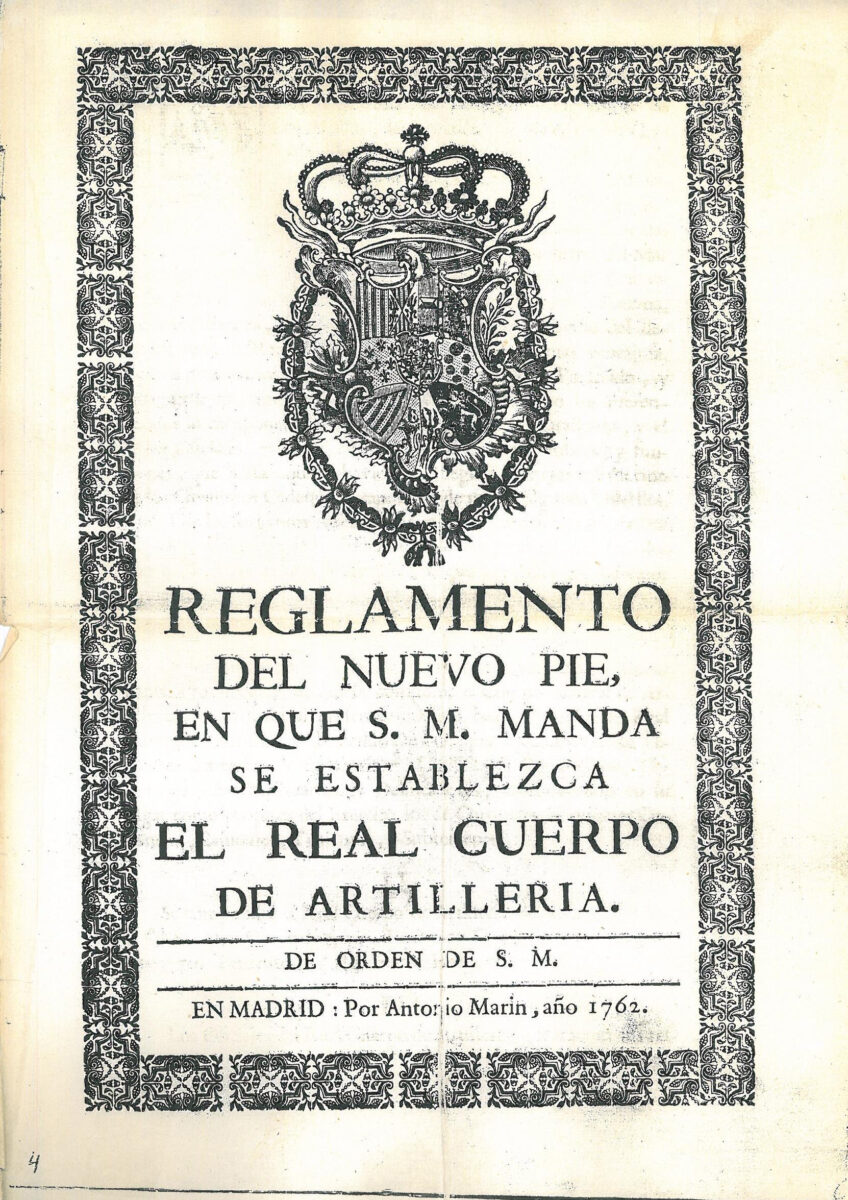 REGLAMENTO
DEL NUEVO PIE,
EN QUE S. M. MANDA
SE ESTABLEZCA
EL REAL CUERPO
DE ARTILLERIA.
DE ORDEN DE S. M.
EN MADRID : Por Antonio Marin, año 1762.
4